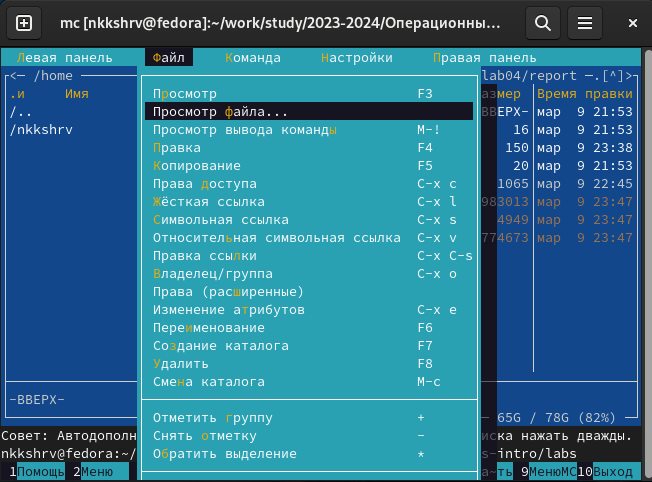 mc [nkkshrv@fedora]:~/work/study/2023-2024/Операционны...
Левая панель Файл Команда Настройки Правая панель
<— /home
lab04/report —.[^]>
.и Имя
азмер Время правки
/..
ВВЕРХ- мар 9 21:53
/nkkshrv
16 мар 9 21:53
150 мар 9 23:38
20 мар 9 21:53
1065 мар 9 22:45
983013 мар 9 23:47
4949 мар 9 23:47
774673 мар 9 23:47
Просмотр F3
Просмотр файла...
Просмотр вывода команды M-!
Правка F4
Копирование F5
Права доступа C-x c
Жёсткая ссылка C-x l
Символьная ссылка C-x s
Относительная символьная ссылка C-x v
Правка ссылки C-x C-s
Владелец/группа C-x o
Права (расширенные)
Изменение атрибутов C-x e
Переименование F6
Создание каталога F7
Удалить F8
Смена каталога M-c
Отметить группу +
Снять отметку -
Обратить выделение *
-ВВЕРХ-
65G / 78G (82%)
Совет: Автодополн
иска нажать дважды.
nkkshrv@fedora:~/
s-intro/labs
1Помощь 2Меню
а~ть 9МенюМС10Выход